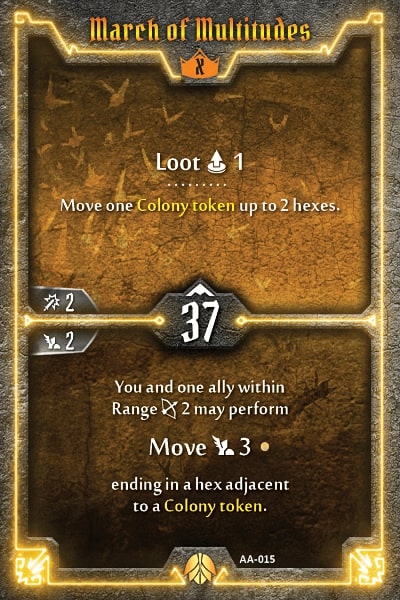 March of Multitudes
X
Loot 1
Move one Colony token up to 2 hexes.
2
37
2
You and one ally within
Range 2 may perform
Move 3
ending in a hex adjacent
to a Colony token.
AA-015